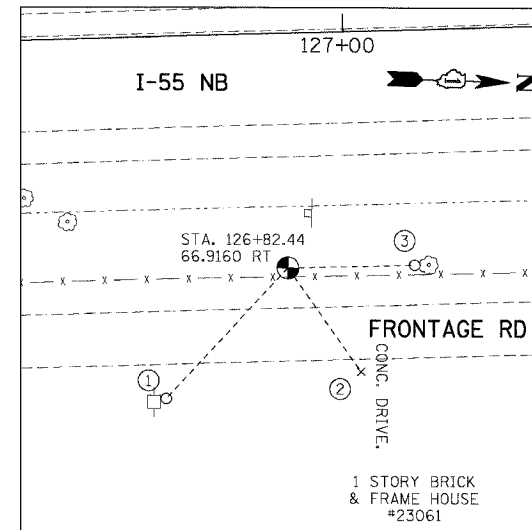 127+00
I-55 NB
N
STA. 126+82.44
66.9160 RT
3
FRONTAGE RD
1
2
CONC. DRIVE.
1 STORY BRICK
& FRAME HOUSE
#23061